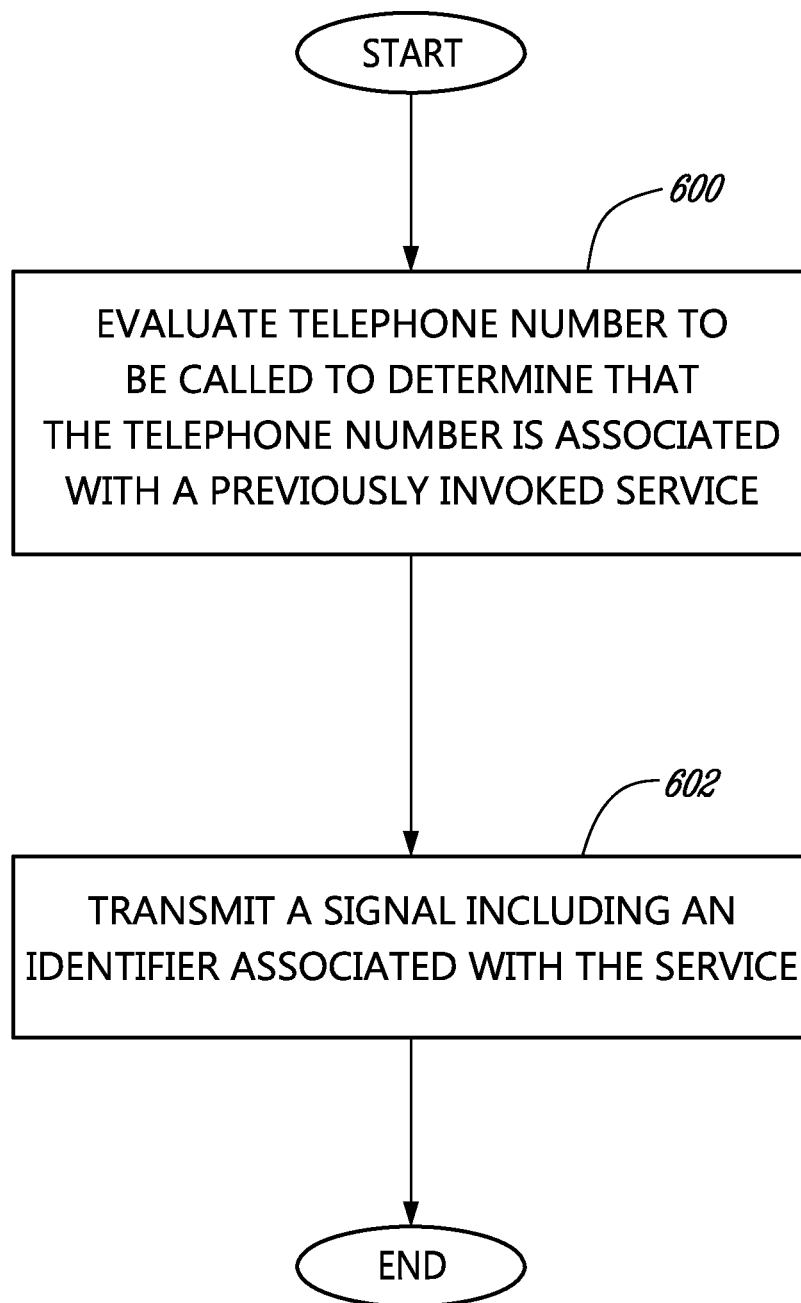 START
600
EVALUATE TELEPHONE NUMBER TO
BE CALLED TO DETERMINE THAT
THE TELEPHONE NUMBER IS ASSOCIATED
WITH A PREVIOUSLY INVOKED SERVICE
602
TRANSMIT A SIGNAL INCLUDING AN
IDENTIFIER ASSOCIATED WITH THE SERVICE
END